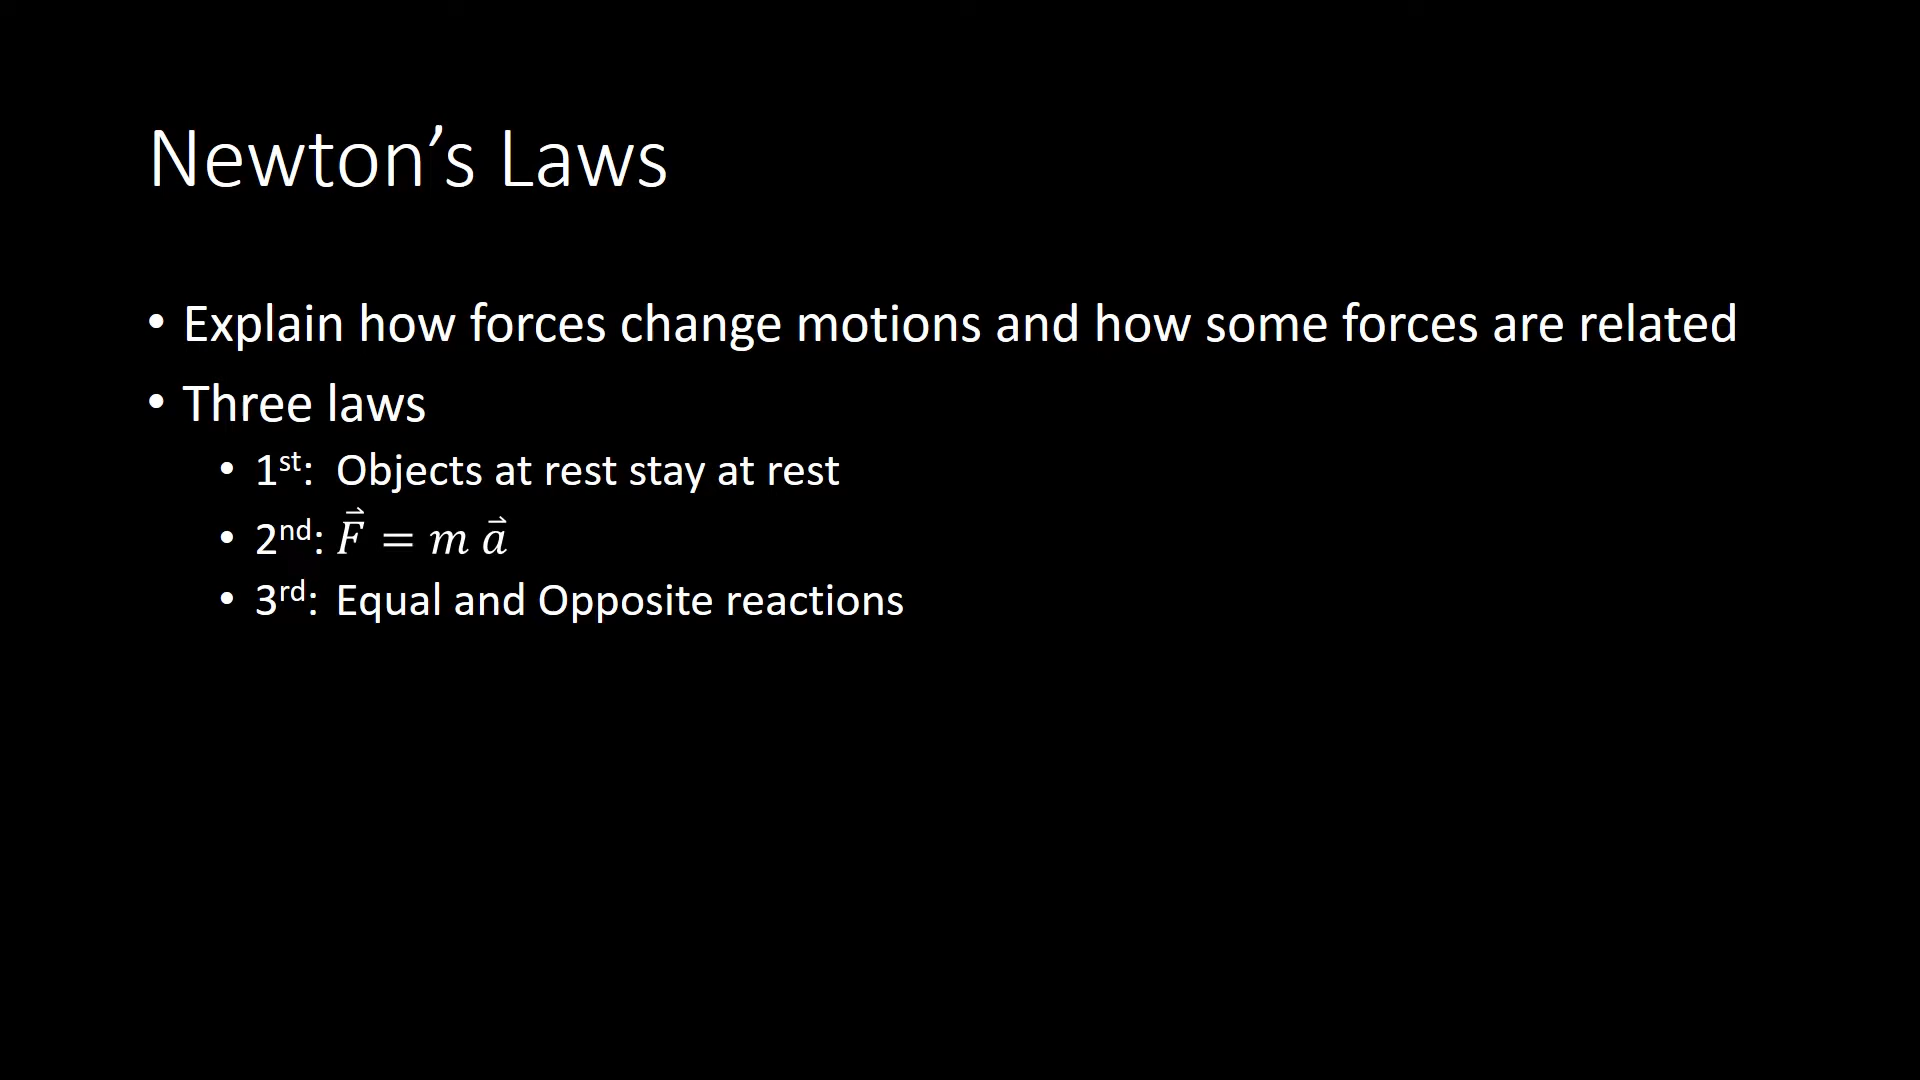 Newton’s Laws
• Explain how forces change motions and how some forces are related
• Three laws
• 1st: Objects at rest stay at rest
• 2nd: F⃗ = m a⃗
• 3rd: Equal and Opposite reactions